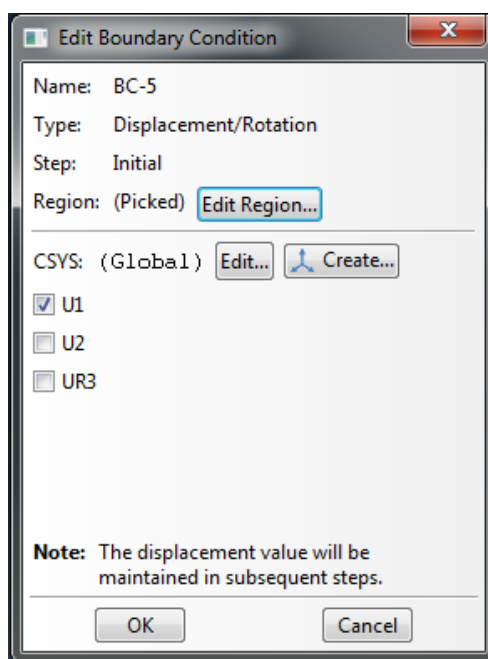 Edit Boundary Condition
Name: BC-5
Type: Displacement/Rotation
Step: Initial
Region: (Picked) Edit Region...
CSYS: (Global) Edit... Create...
U1
U2
UR3
Note: The displacement value will be
maintained in subsequent steps.
OK Cancel